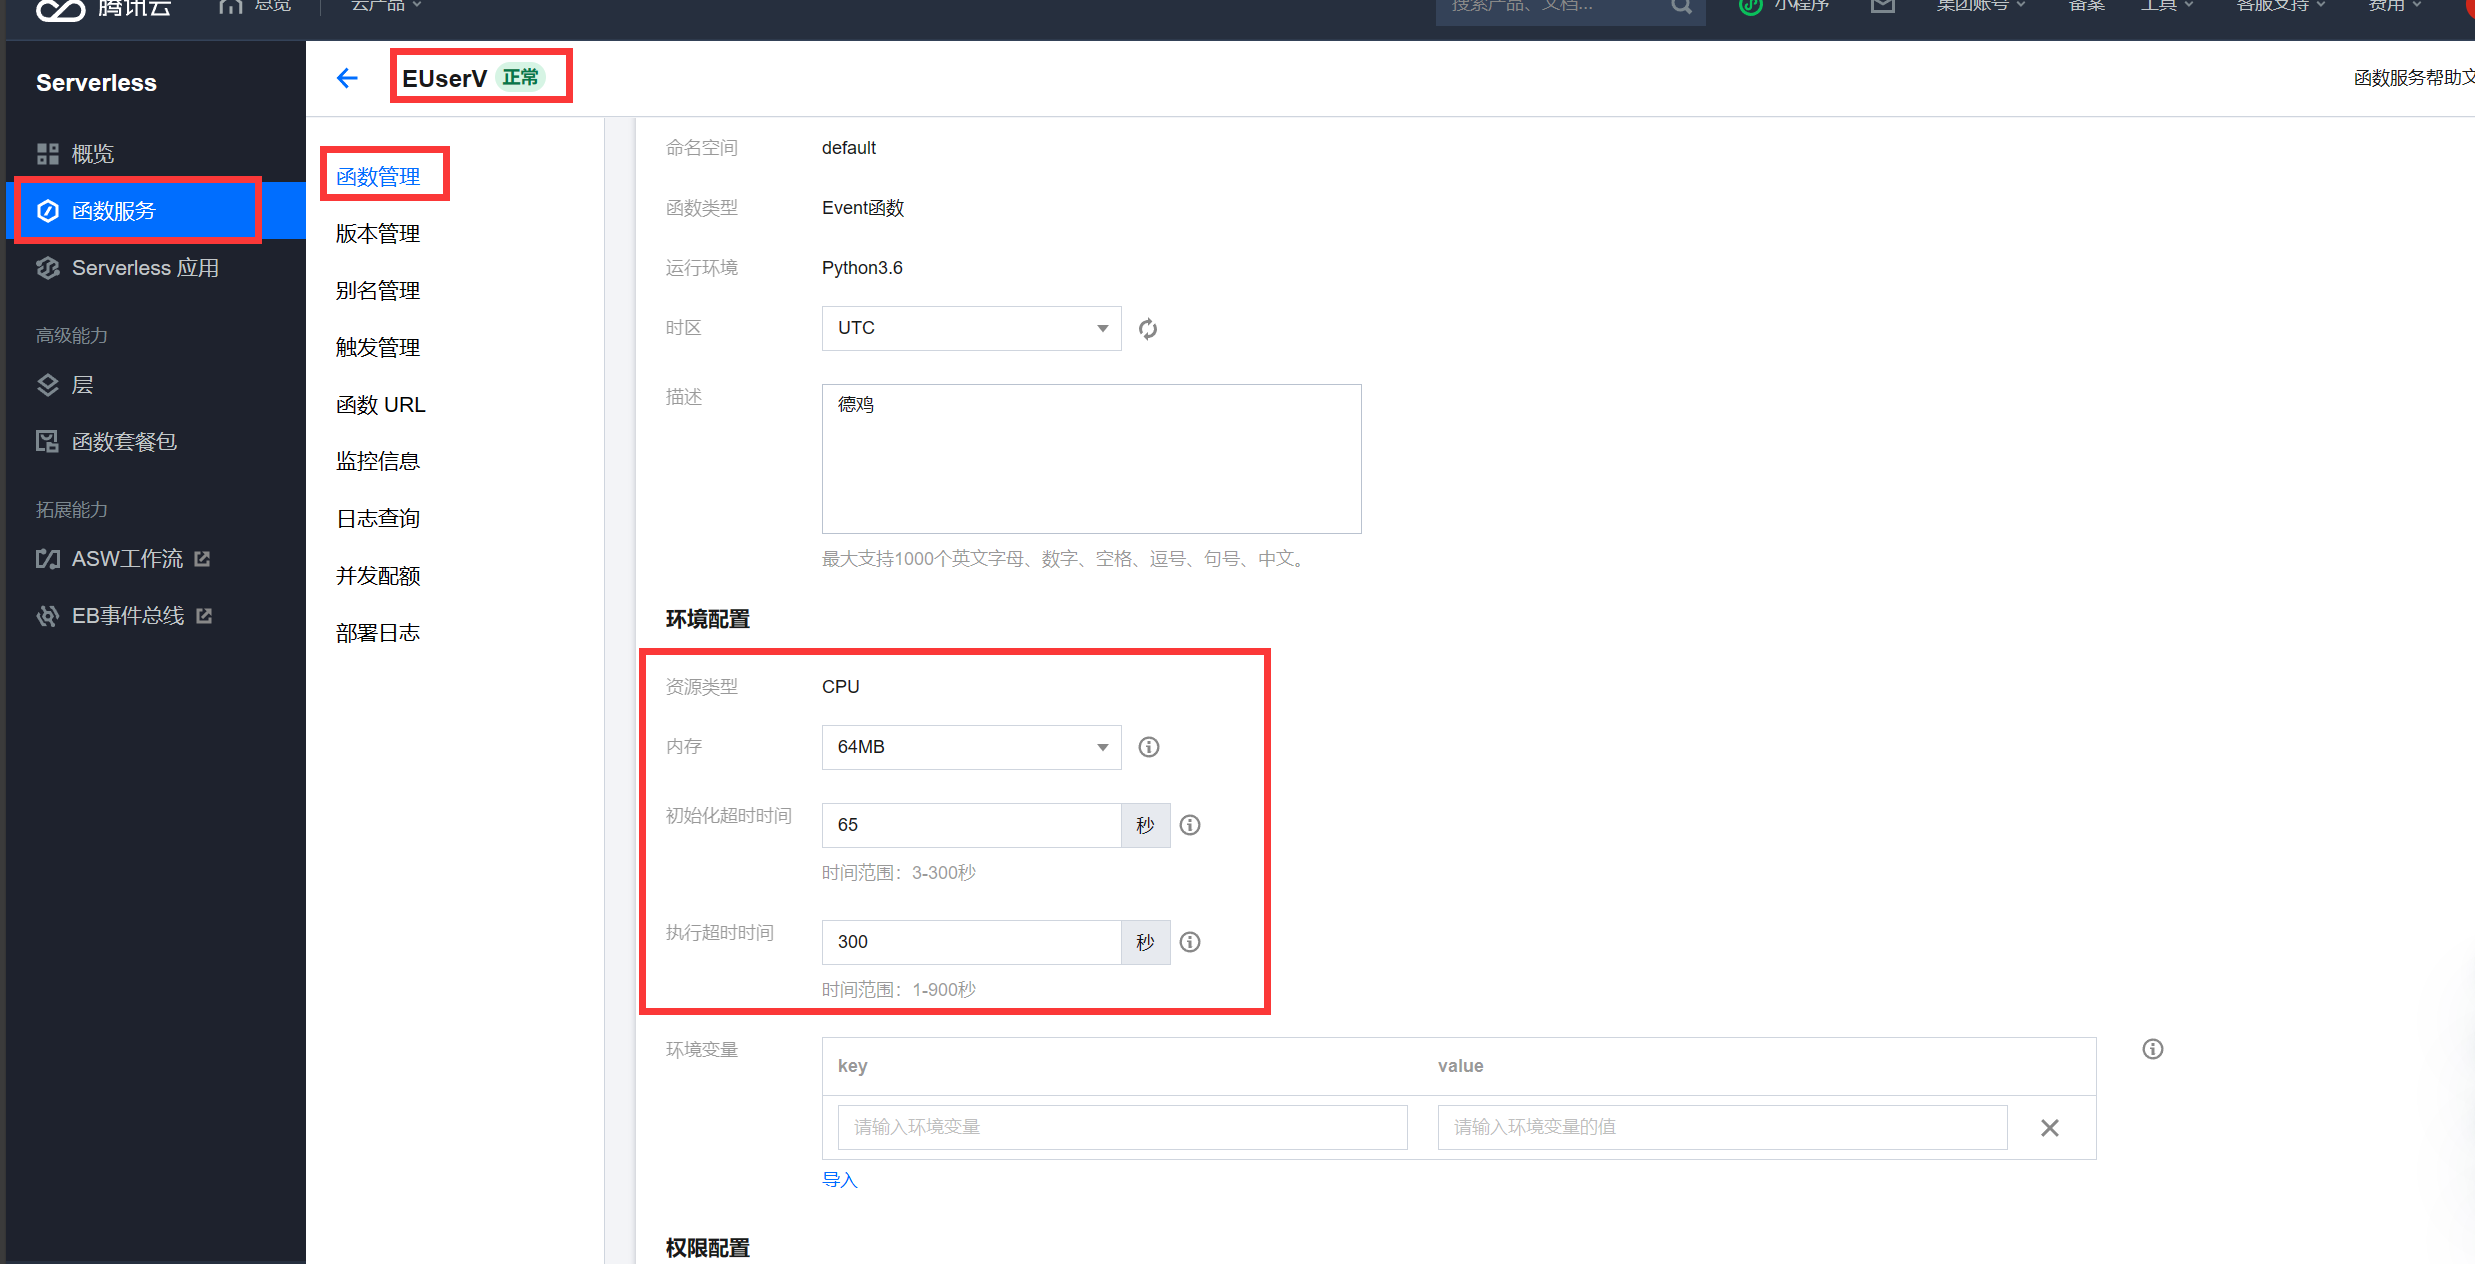 腾讯云
总览
云产品
搜索产品、文档...
小程序
集团账号
备案
工具
客服支持
费用
Serverless
概览
函数服务
Serverless 应用
高级能力
层
函数套餐包
拓展能力
ASW工作流
EB事件总线
EUserV 正常
函数服务帮助文
函数管理
版本管理
别名管理
触发管理
函数 URL
监控信息
日志查询
并发配额
部署日志
命名空间 default
函数类型 Event函数
运行环境 Python3.6
时区 UTC
描述 德鸡
最大支持1000个英文字母、数字、空格、逗号、句号、中文。
环境配置
资源类型 CPU
内存 64MB
初始化超时时间 65 秒
时间范围：3-300秒
执行超时时间 300 秒
时间范围：1-900秒
环境变量 key value
请输入环境变量 请输入环境变量的值
导入
权限配置